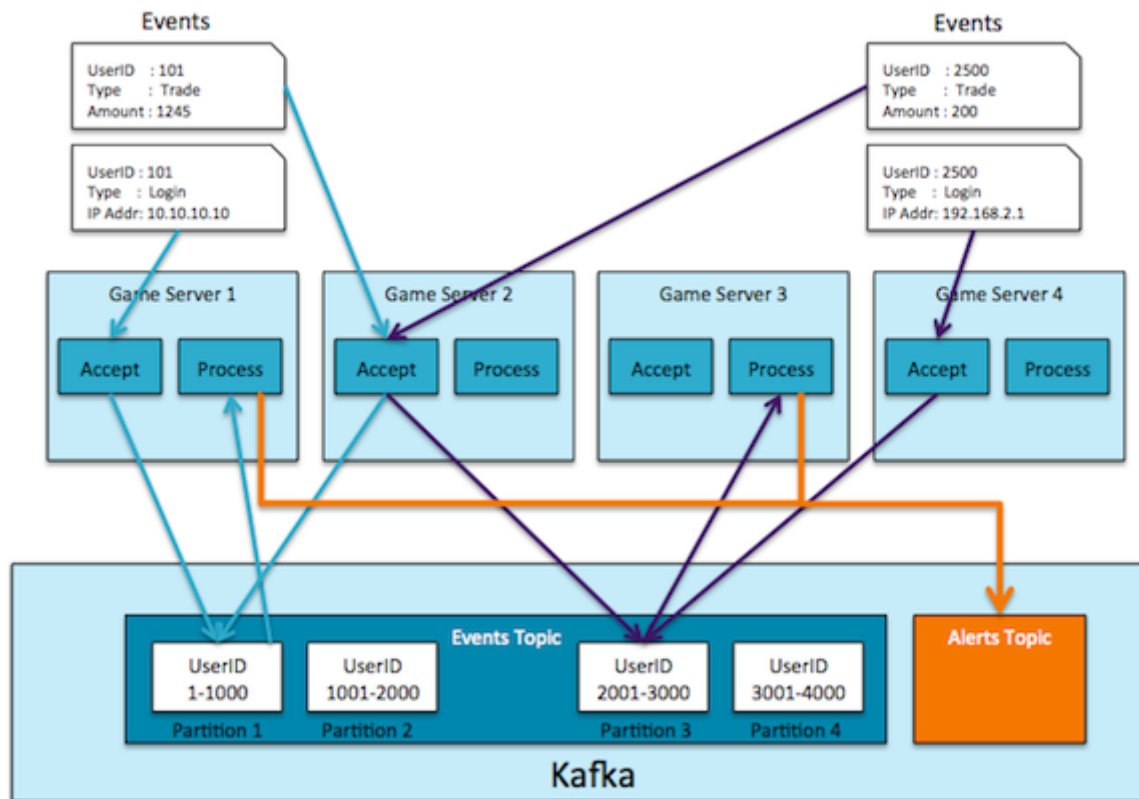 Events
Events
UserID : 101
Type : Trade
Amount : 1245
UserID : 2500
Type : Trade
Amount : 200
UserID : 101
Type : Login
IP Addr: 10.10.10.10
UserID : 2500
Type : Login
IP Addr: 192.168.2.1
Game Server 1
Game Server 2
Game Server 3
Game Server 4
Accept
Process
Accept
Process
Accept
Process
Accept
Process
Events Topic
Alerts Topic
UserID
1-1000
UserID
1001-2000
UserID
2001-3000
UserID
3001-4000
Partition 1
Partition 2
Partition 3
Partition 4
Kafka